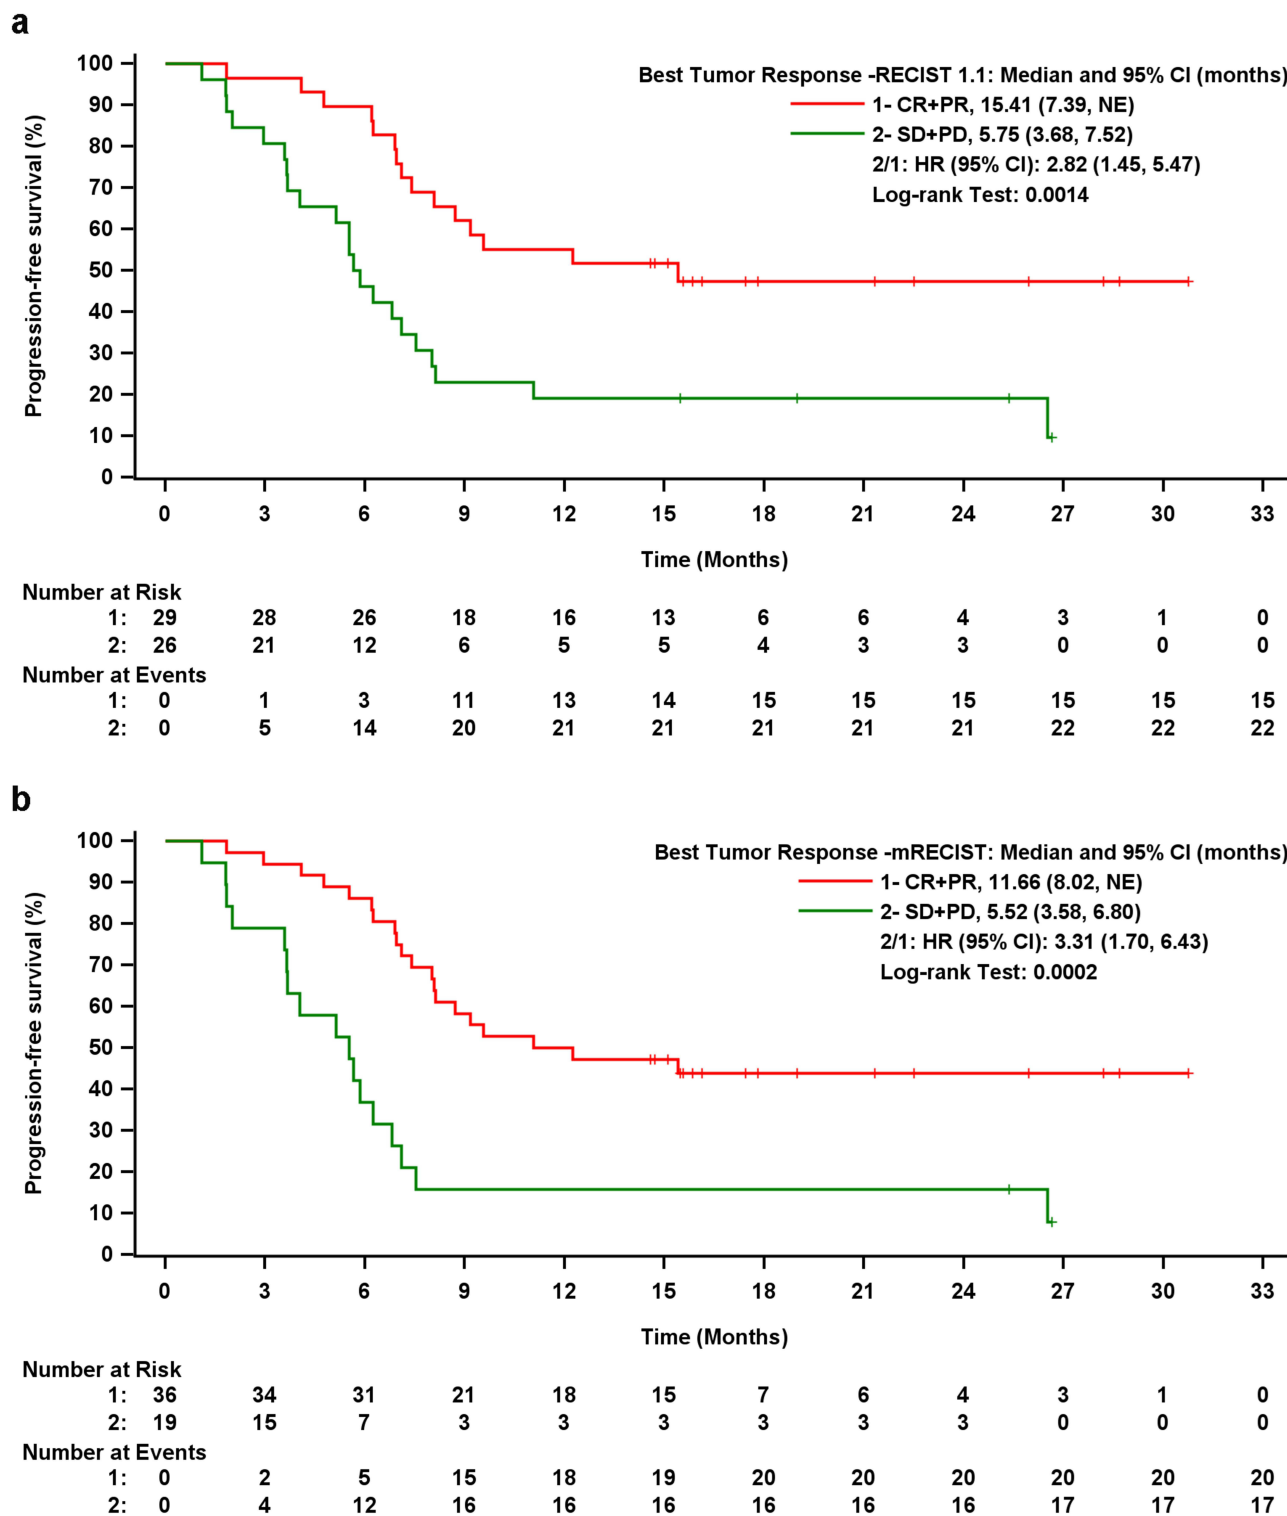 a
Best Tumor Response -RECIST 1.1: Median and 95% CI (months)
1- CR+PR, 15.41 (7.39, NE)
2- SD+PD, 5.75 (3.68, 7.52)
2/1: HR (95% CI): 2.82 (1.45, 5.47)
Log-rank Test: 0.0014
Progression-free survival (%)
100
90
80
70
60
50
40
30
20
10
0
0 3 6 9 12 15 18 21 24 27 30 33
Time (Months)
Number at Risk
1: 29 28 26 18 16 13 6 6 4 3 1 0
2: 26 21 12 6 5 5 4 3 3 0 0 0
Number at Events
1: 0 1 3 11 13 14 15 15 15 15 15 15
2: 0 5 14 20 21 21 21 21 21 22 22 22
b
Best Tumor Response -mRECIST: Median and 95% CI (months)
1- CR+PR, 11.66 (8.02, NE)
2- SD+PD, 5.52 (3.58, 6.80)
2/1: HR (95% CI): 3.31 (1.70, 6.43)
Log-rank Test: 0.0002
Progression-free survival (%)
100
90
80
70
60
50
40
30
20
10
0
0 3 6 9 12 15 18 21 24 27 30 33
Time (Months)
Number at Risk
1: 36 34 31 21 18 15 7 6 4 3 1 0
2: 19 15 7 3 3 3 3 3 3 0 0 0
Number at Events
1: 0 2 5 15 18 19 20 20 20 20 20 20
2: 0 4 12 16 16 16 16 16 16 17 17 17